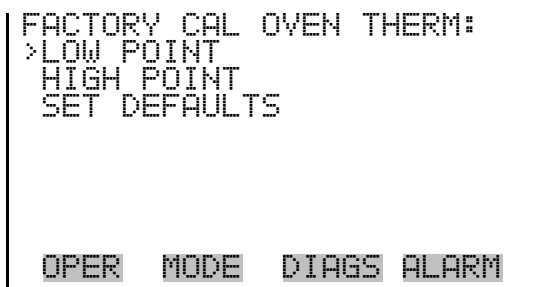 FACTORY CAL OVEN THERM:
>LOW POINT
HIGH POINT
SET DEFAULTS
OPER MODE DIAGS ALARM